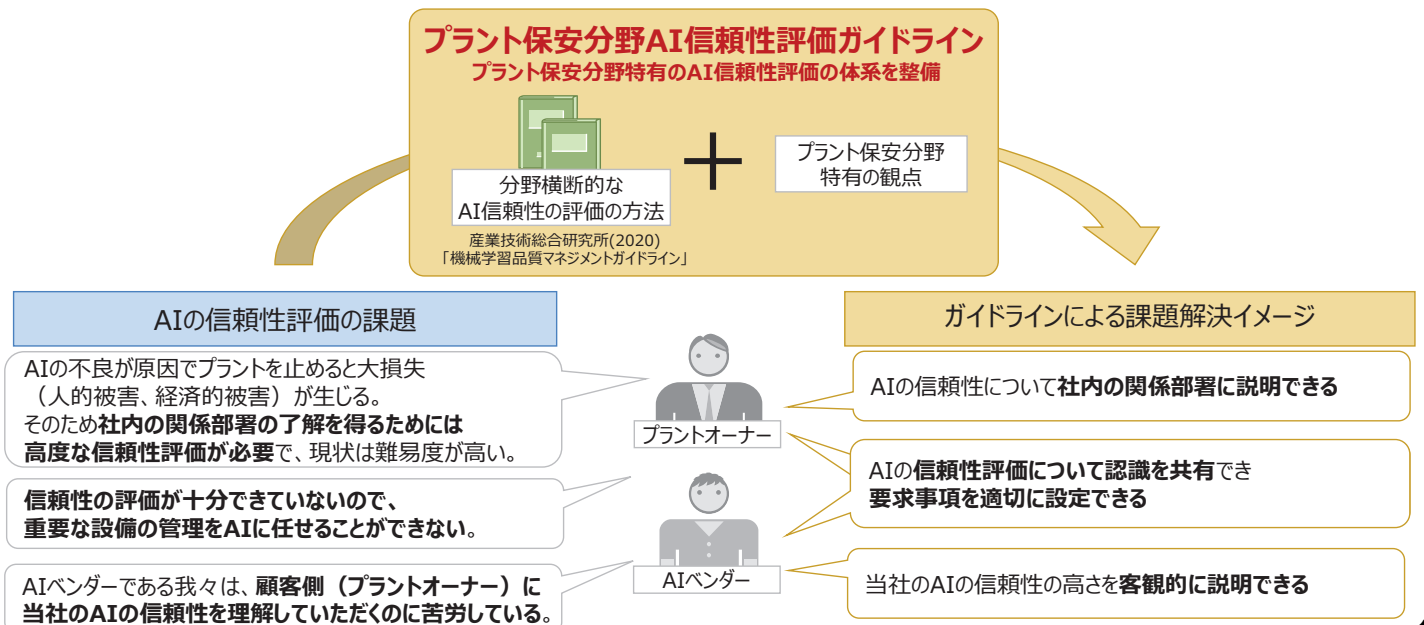 プラント保安分野AI信頼性評価ガイドライン
プラント保安分野特有のAI信頼性評価の体系を整備
分野横断的な
AI信頼性の評価の方法
産業技術総合研究所(2020)
「機械学習品質マネジメントガイドライン」
＋
プラント保安分野
特有の観点
AIの信頼性評価の課題
AIの不良が原因でプラントを止めると大損失
（人的被害、経済的被害）が生じる。
そのため社内の関係部署の了解を得るためには
高度な信頼性評価が必要で、現状は難易度が高い。
信頼性の評価が十分できていないので、
重要な設備の管理をAIに任せることができない。
AIベンダーである我々は、顧客側（プラントオーナー）に
当社のAIの信頼性を理解していただくのに苦労している。
プラントオーナー
AIベンダー
ガイドラインによる課題解決イメージ
AIの信頼性について社内の関係部署に説明できる
AIの信頼性評価について認識を共有でき
要求事項を適切に設定できる
当社のAIの信頼性の高さを客観的に説明できる